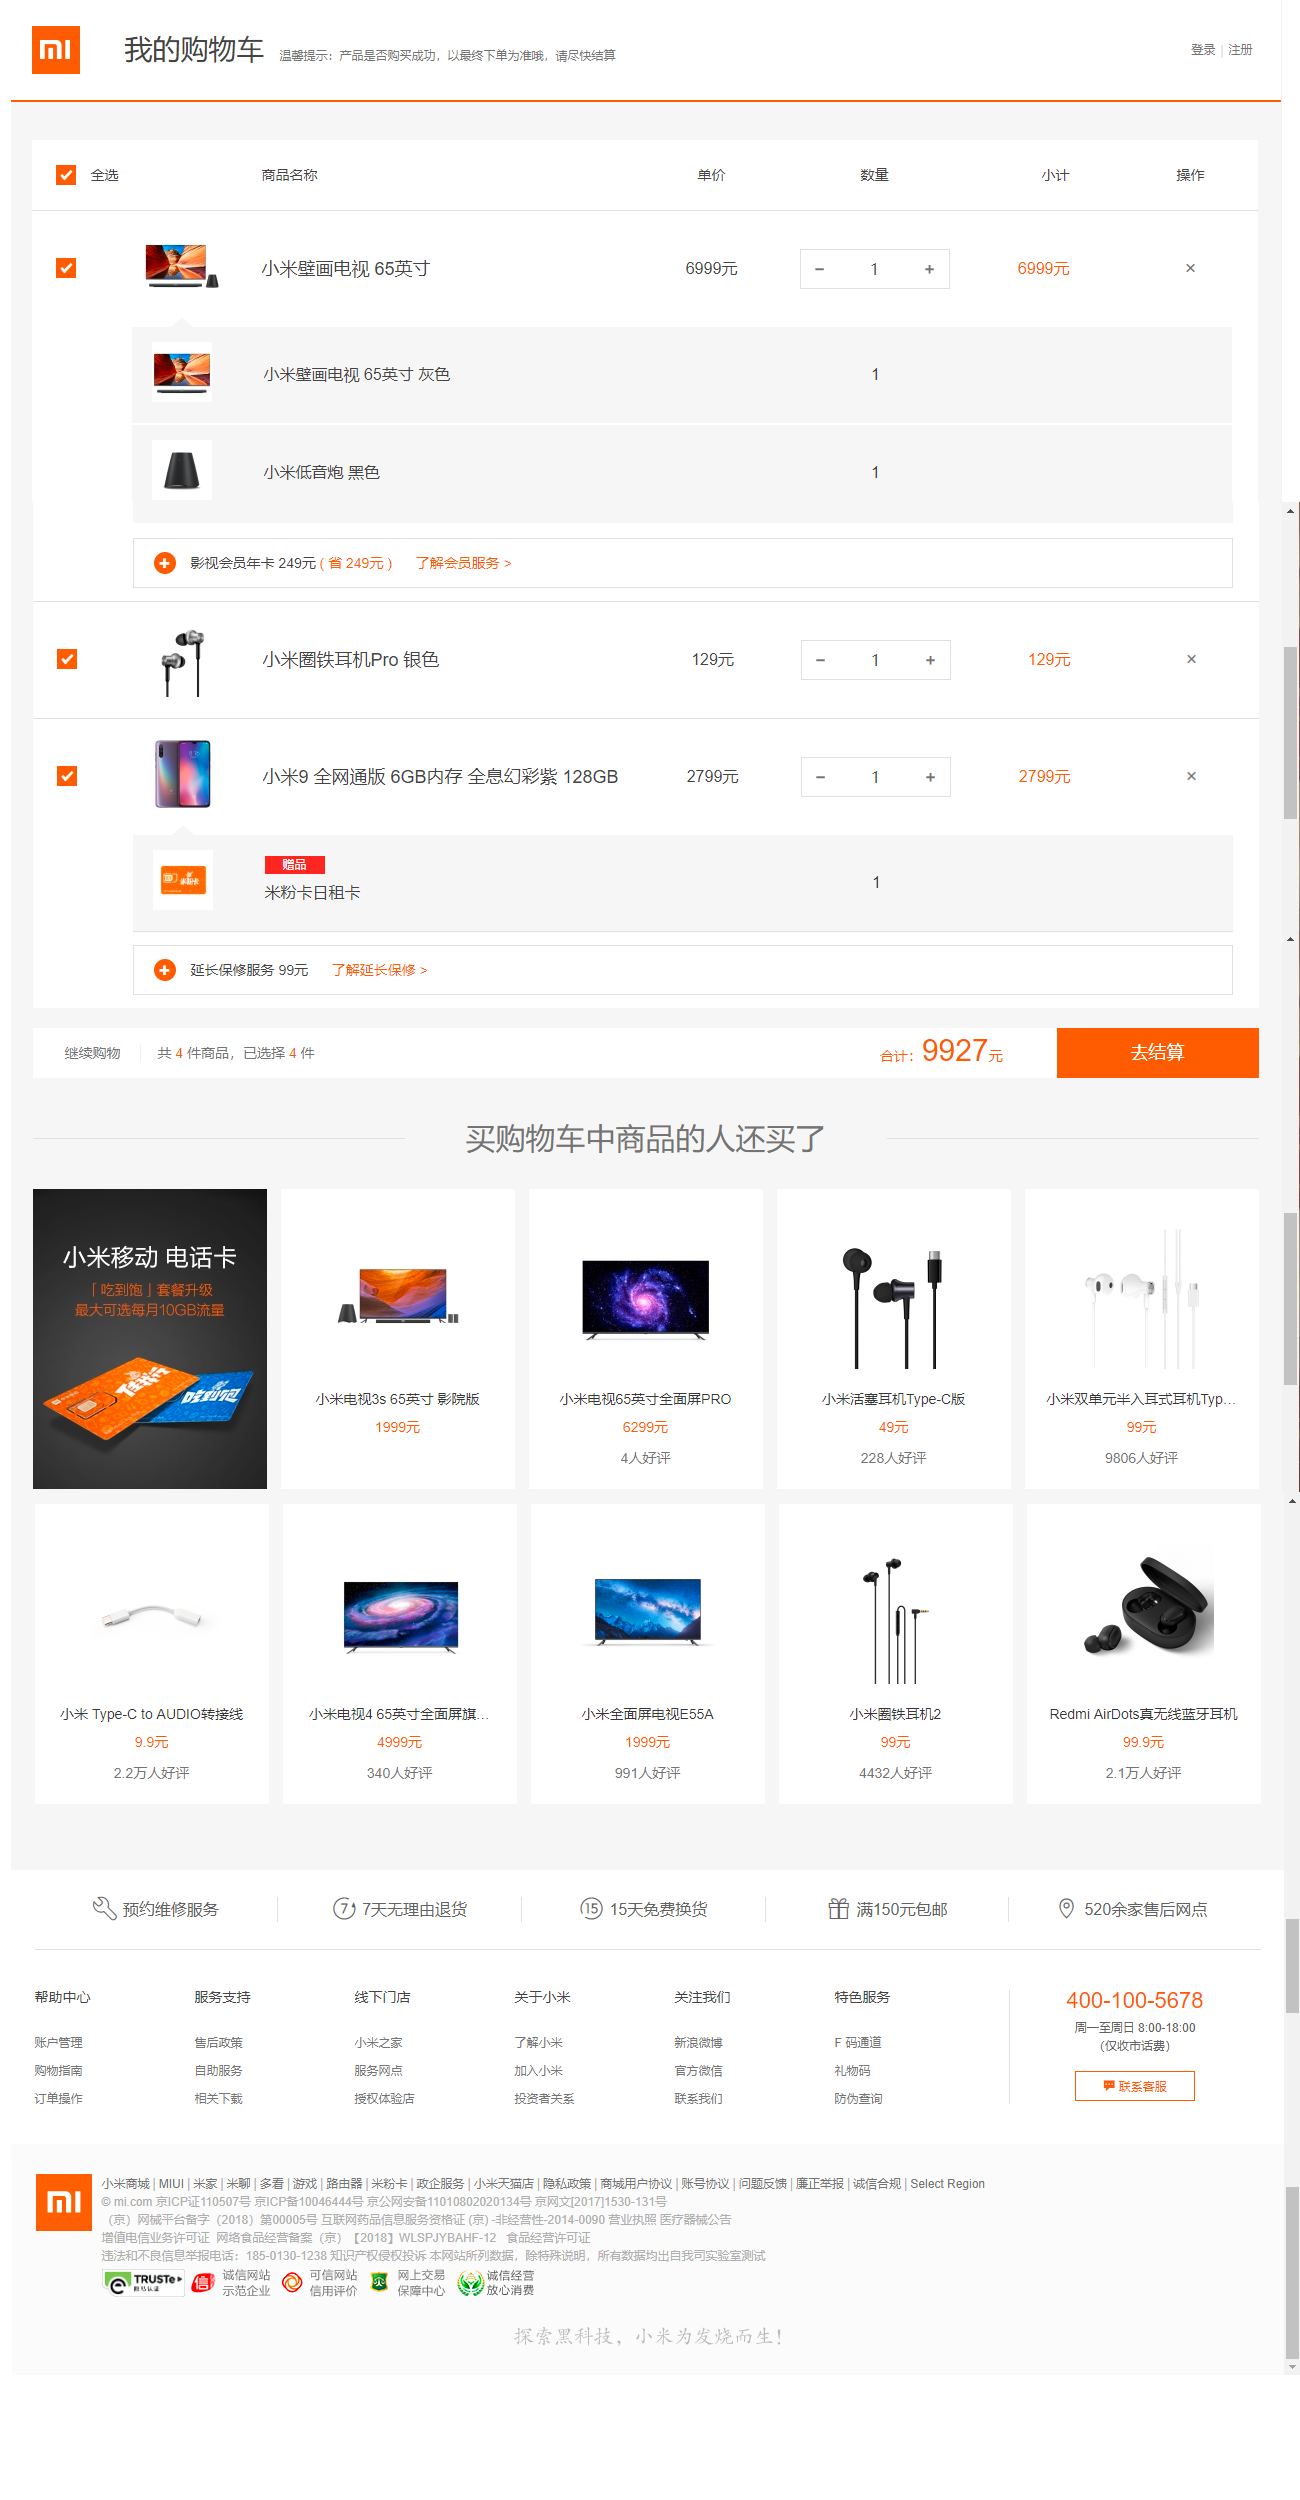 我的购物车 温馨提示：产品是否购买成功，以最终下单为准哦，请尽快结算 登录 | 注册
全选 商品名称 单价 数量 小计 操作
小米壁画电视 65英寸 6999元 − 1 + 6999元 ×
小米壁画电视 65英寸 灰色 1
小米低音炮 黑色 1
影视会员年卡 249元 ( 省 249元 ) 了解会员服务 >
小米圈铁耳机Pro 银色 129元 − 1 + 129元 ×
小米9 全网通版 6GB内存 全息幻彩紫 128GB 2799元 − 1 + 2799元 ×
赠品
米粉卡日租卡 1
延长保修服务 99元 了解延长保修 >
继续购物 共 4 件商品，已选择 4 件 合计：9927元 去结算
买购物车中商品的人还买了
小米移动 电话卡
「吃到饱」套餐升级
最大可选每月10GB流量
小米电视3s 65英寸 影院版 小米电视65英寸全面屏PRO 小米活塞耳机Type-C版 小米双单元半入耳式耳机Typ...
1999元 6299元 49元 99元
4人好评 228人好评 9806人好评
小米 Type-C to AUDIO转接线 小米电视4 65英寸全面屏旗... 小米全面屏电视E55A 小米圈铁耳机2 Redmi AirDots真无线蓝牙耳机
9.9元 4999元 1999元 99元 99.9元
2.2万人好评 340人好评 991人好评 4432人好评 2.1万人好评
预约维修服务 7天无理由退货 15天免费换货 满150元包邮 520余家售后网点
帮助中心 服务支持 线下门店 关于小米 关注我们 特色服务 400-100-5678
周一至周日 8:00-18:00
账户管理 售后政策 小米之家 了解小米 新浪微博 F 码通道 （仅收市话费）
购物指南 自助服务 服务网点 加入小米 官方微信 礼物码
联系客服
订单操作 相关下载 授权体验店 投资者关系 联系我们 防伪查询
小米商城 | MIUI | 米家 | 米聊 | 多看 | 游戏 | 路由器 | 米粉卡 | 政企服务 | 小米天猫店 | 隐私政策 | 商城用户协议 | 账号协议 | 问题反馈 | 廉正举报 | 诚信合规 | Select Region
© mi.com 京ICP证110507号 京ICP备10046444号 京公网安备11010802020134号 京网文[2017]1530-131号
（京）网械平台备字（2018）第00005号 互联网药品信息服务资格证 (京) -非经营性-2014-0090 营业执照 医疗器械公告
增值电信业务许可证 网络食品经营备案（京）【2018】WLSPJYBAHF-12 食品经营许可证
违法和不良信息举报电话：185-0130-1238 知识产权侵权投诉 本网站所列数据，除特殊说明，所有数据均出自我司实验室测试
TRUSTe 诚信网站 可信网站 网上交易 诚信经营
示范企业 信用评价 保障中心 放心消费
探索黑科技，小米为发烧而生！